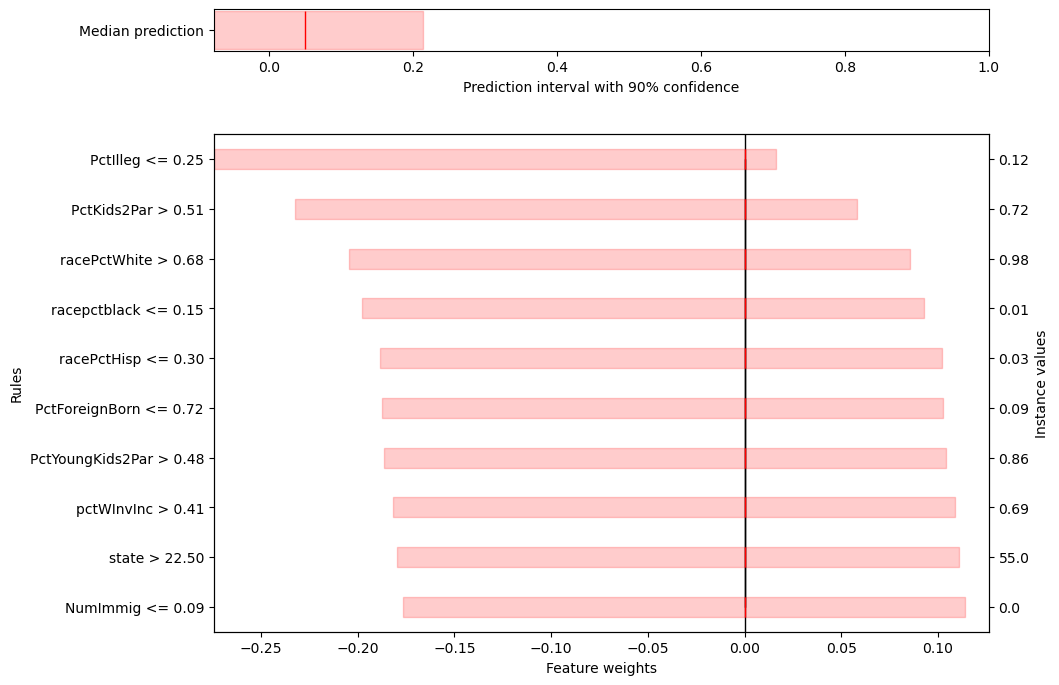 Median prediction
0.0 0.2 0.4 0.6 0.8 1.0
Prediction interval with 90% confidence
PctIlleg <= 0.25 0.12
PctKids2Par > 0.51 0.72
racePctWhite > 0.68 0.98
racepctblack <= 0.15 0.01
racePctHisp <= 0.30 0.03
PctForeignBorn <= 0.72 0.09
PctYoungKids2Par > 0.48 0.86
pctWInvInc > 0.41 0.69
state > 22.50 55.0
NumImmig <= 0.09 0.0
Rules
Instance values
−0.25 −0.20 −0.15 −0.10 −0.05 0.00 0.05 0.10
Feature weights